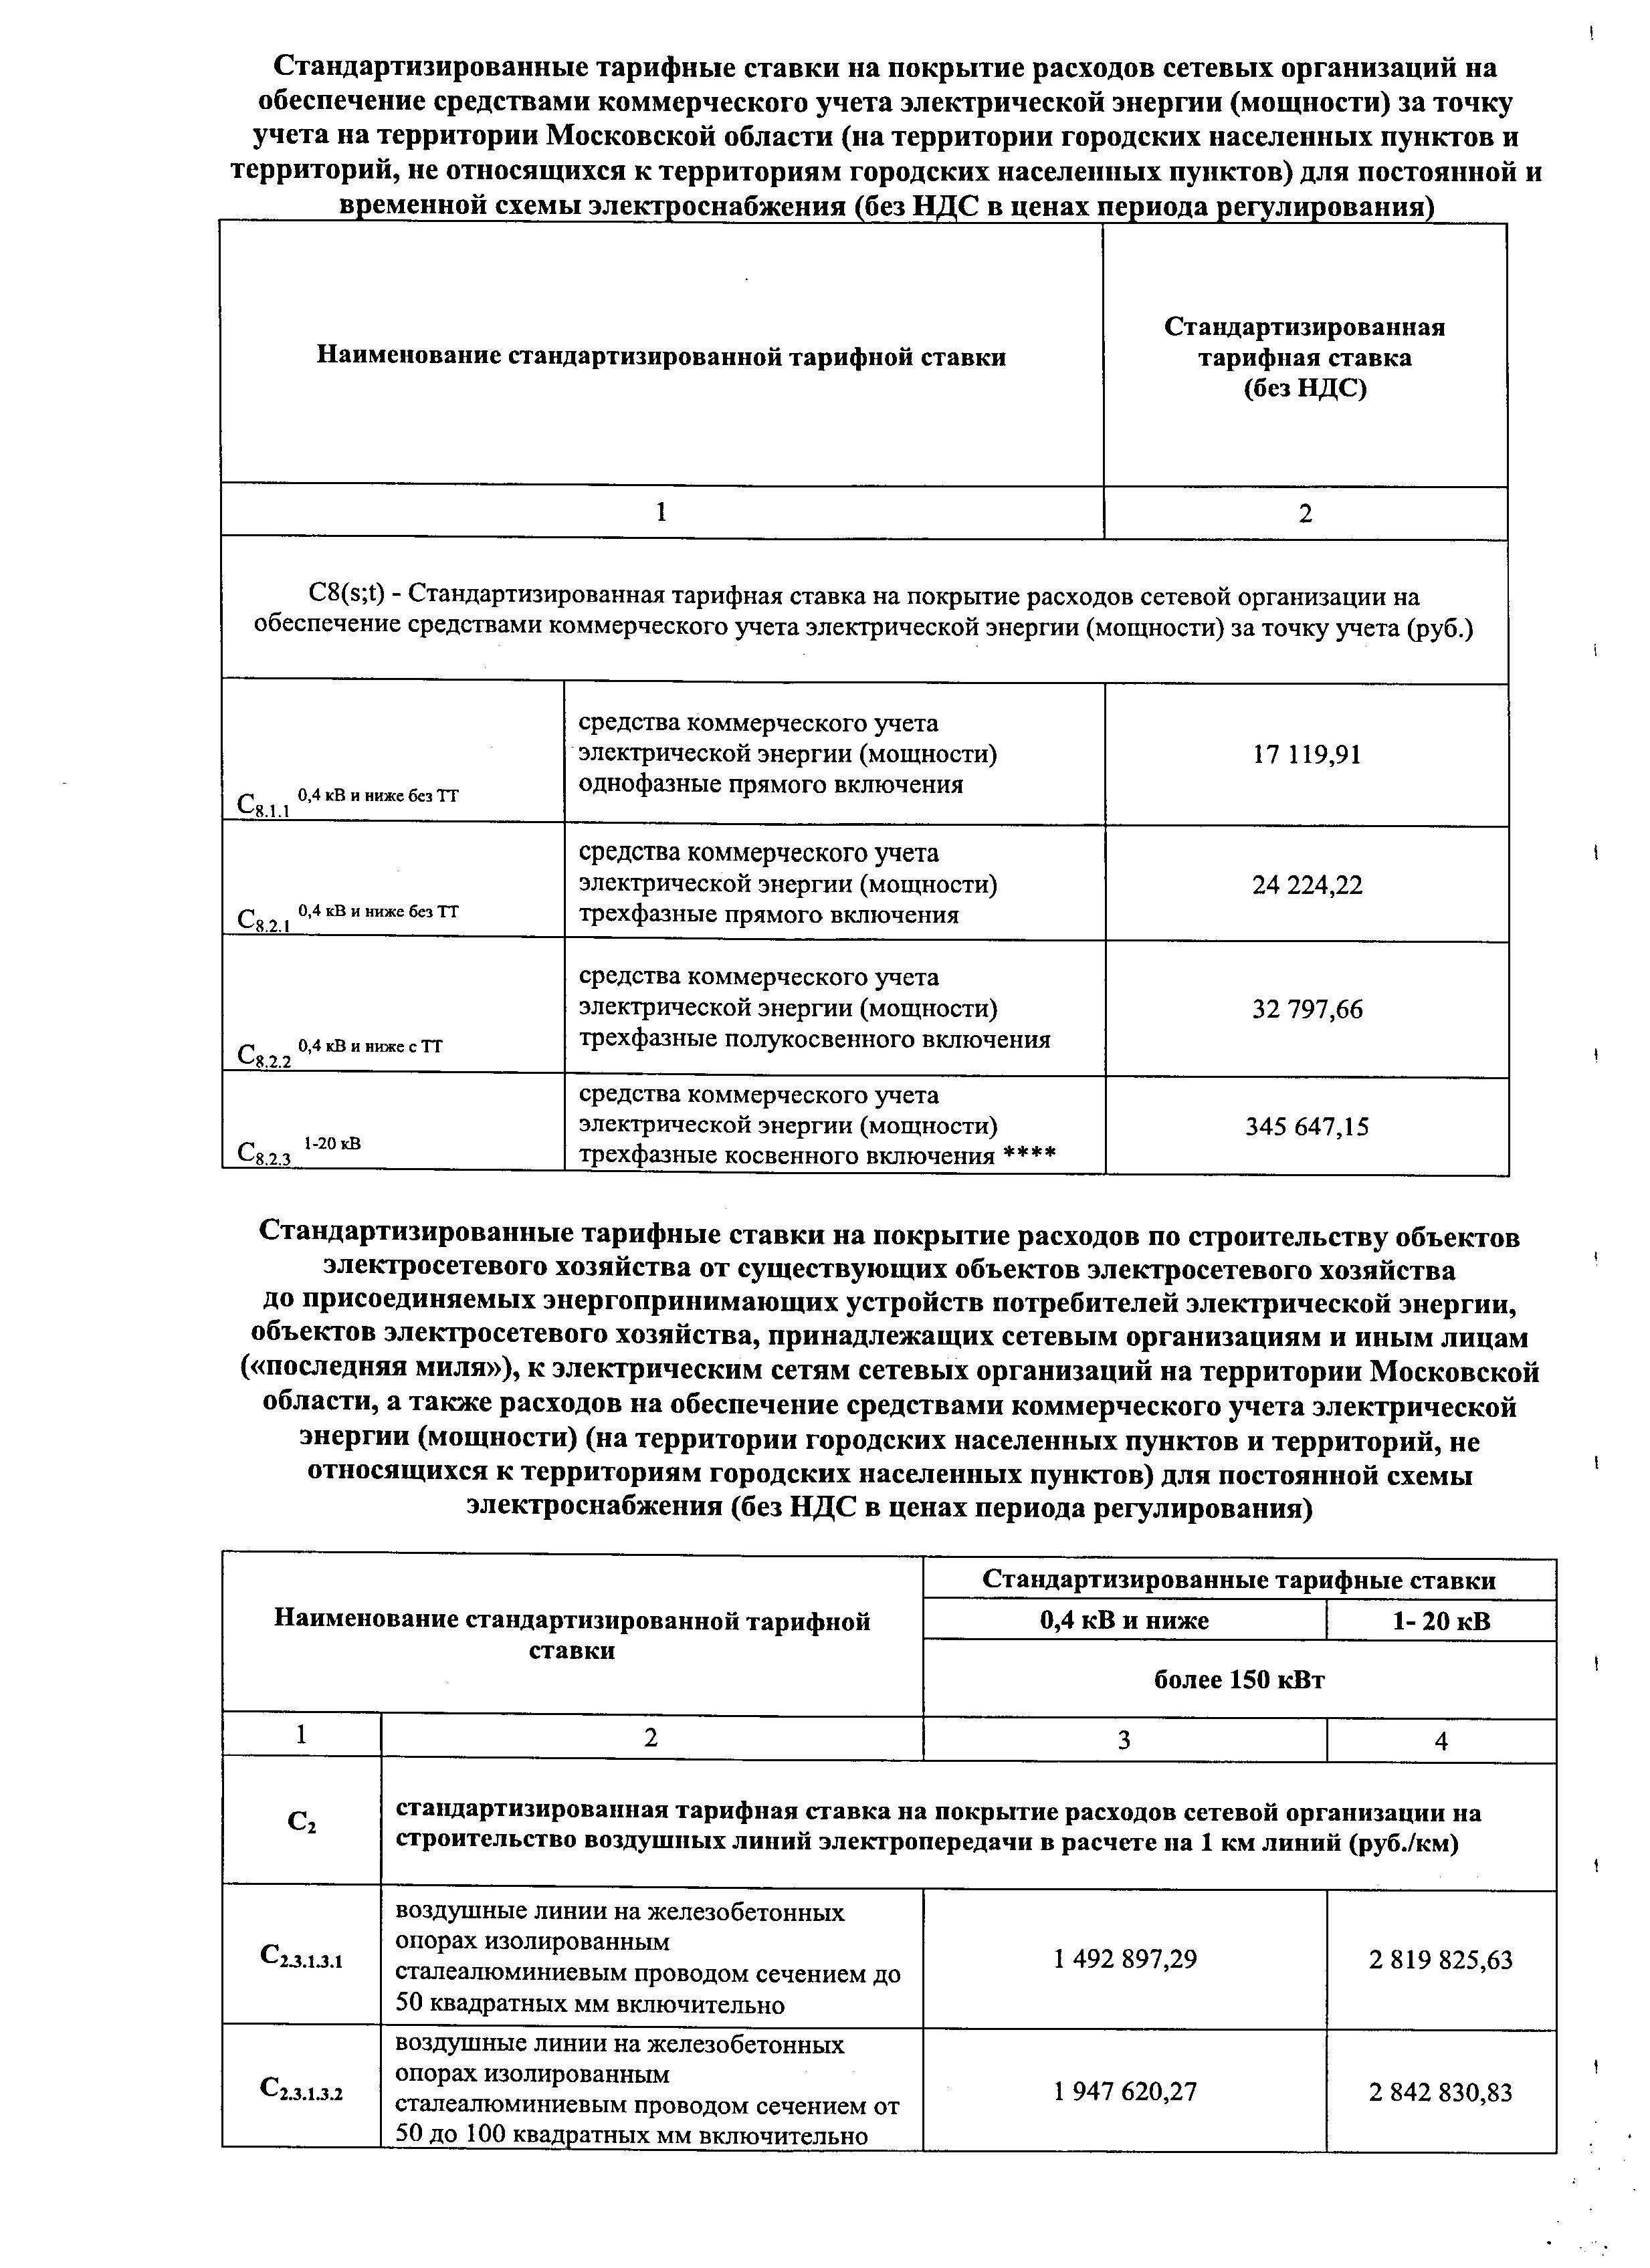 Стандартизированные тарифные ставки на покрытие расходов сетевых организаций на
обеспечение средствами коммерческого учета электрической энергии (мощности) за точку
учета на территории Московской области (на территории городских населенных пунктов и
территорий, не относящихся к территориям городских населенных пунктов) для постоянной и
временной схемы электроснабжения (без НДС в ценах периода регулирования)
Наименование стандартизированной тарифной ставки
Стандартизированная
тарифная ставка
(без НДС)
1
2
C8(s;t) - Стандартизированная тарифная ставка на покрытие расходов сетевой организации на
обеспечение средствами коммерческого учета электрической энергии (мощности) за точку учета (руб.)
C8.1.1 0,4 кВ и ниже без ТТ
средства коммерческого учета
электрической энергии (мощности)
однофазные прямого включения
17 119,91
C8.2.1 0,4 кВ и ниже без ТТ
средства коммерческого учета
электрической энергии (мощности)
трехфазные прямого включения
24 224,22
C8.2.2 0,4 кВ и ниже с ТТ
средства коммерческого учета
электрической энергии (мощности)
трехфазные полукосвенного включения
32 797,66
C8.2.3 1-20 кВ
средства коммерческого учета
электрической энергии (мощности)
трехфазные косвенного включения ****
345 647,15
Стандартизированные тарифные ставки на покрытие расходов по строительству объектов
электросетевого хозяйства от существующих объектов электросетевого хозяйства
до присоединяемых энергопринимающих устройств потребителей электрической энергии,
объектов электросетевого хозяйства, принадлежащих сетевым организациям и иным лицам
(«последняя миля»), к электрическим сетям сетевых организаций на территории Московской
области, а также расходов на обеспечение средствами коммерческого учета электрической
энергии (мощности) (на территории городских населенных пунктов и территорий, не
относящихся к территориям городских населенных пунктов) для постоянной схемы
электроснабжения (без НДС в ценах периода регулирования)
Наименование стандартизированной тарифной
ставки
Стандартизированные тарифные ставки
0,4 кВ и ниже
1- 20 кВ
более 150 кВт
1
2
3
4
C2
стандартизированная тарифная ставка на покрытие расходов сетевой организации на
строительство воздушных линий электропередачи в расчете на 1 км линий (руб./км)
C2.3.1.3.1
воздушные линии на железобетонных
опорах изолированным
сталеалюминиевым проводом сечением до
50 квадратных мм включительно
1 492 897,29
2 819 825,63
C2.3.1.3.2
воздушные линии на железобетонных
опорах изолированным
сталеалюминиевым проводом сечением от
50 до 100 квадратных мм включительно
1 947 620,27
2 842 830,83